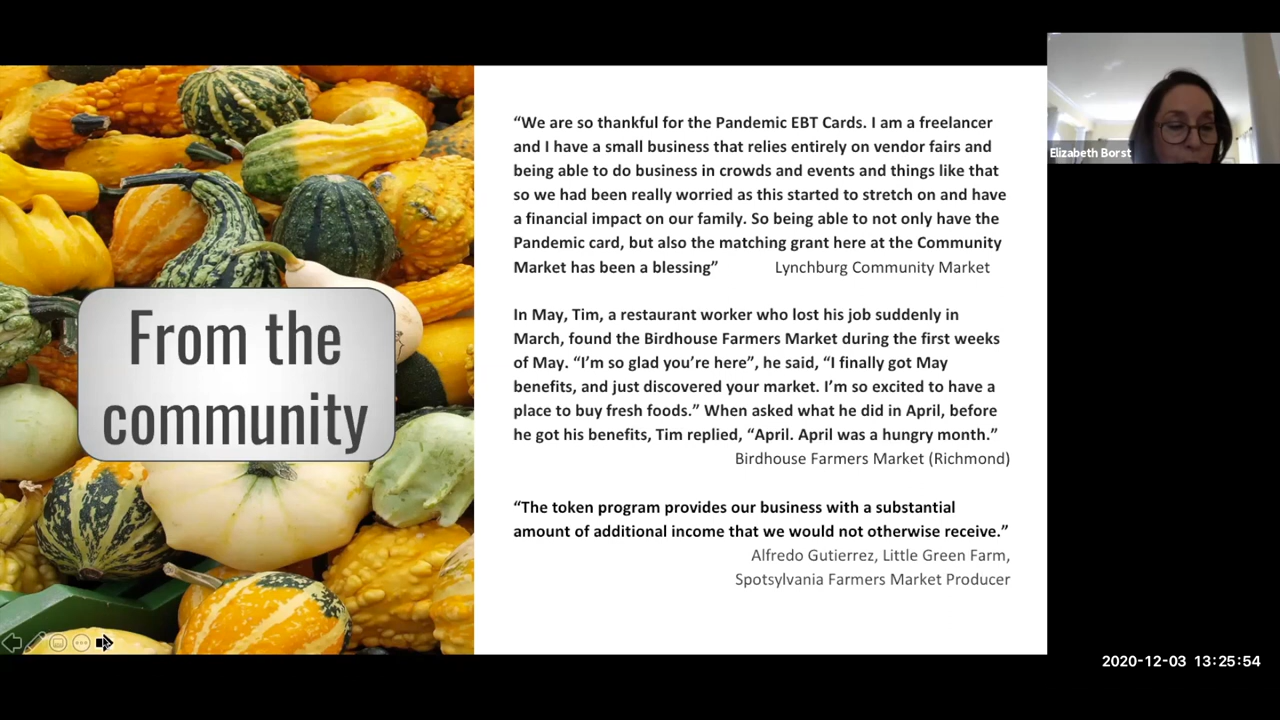 From the
community
“We are so thankful for the Pandemic EBT Cards. I am a freelancer
and I have a small business that relies entirely on vendor fairs and
being able to do business in crowds and events and things like that
so we had been really worried as this started to stretch on and have
a financial impact on our family. So being able to not only have the
Pandemic card, but also the matching grant here at the Community
Market has been a blessing” Lynchburg Community Market
In May, Tim, a restaurant worker who lost his job suddenly in
March, found the Birdhouse Farmers Market during the first weeks
of May. “I’m so glad you’re here”, he said, “I finally got May
benefits, and just discovered your market. I’m so excited to have a
place to buy fresh foods.” When asked what he did in April, before
he got his benefits, Tim replied, “April. April was a hungry month.”
Birdhouse Farmers Market (Richmond)
“The token program provides our business with a substantial
amount of additional income that we would not otherwise receive.”
Alfredo Gutierrez, Little Green Farm,
Spotsylvania Farmers Market Producer
Elizabeth Borst
2020-12-03 13:25:54